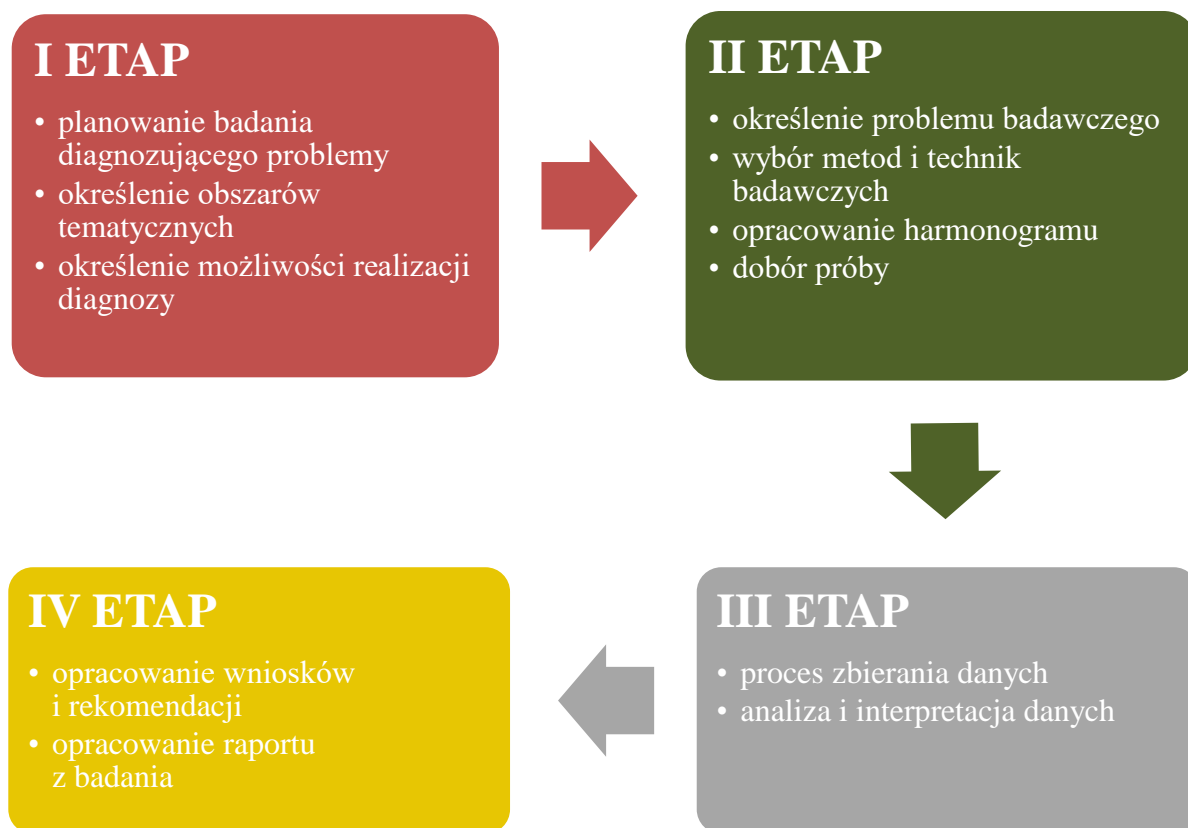 I ETAP
• planowanie badania
diagnozującego problemy
• określenie obszarów
tematycznych
• określenie możliwości realizacji
diagnozy
II ETAP
• określenie problemu badawczego
• wybór metod i technik
badawczych
• opracowanie harmonogramu
• dobór próby
III ETAP
• proces zbierania danych
• analiza i interpretacja danych
IV ETAP
• opracowanie wniosków
i rekomendacji
• opracowanie raportu
z badania